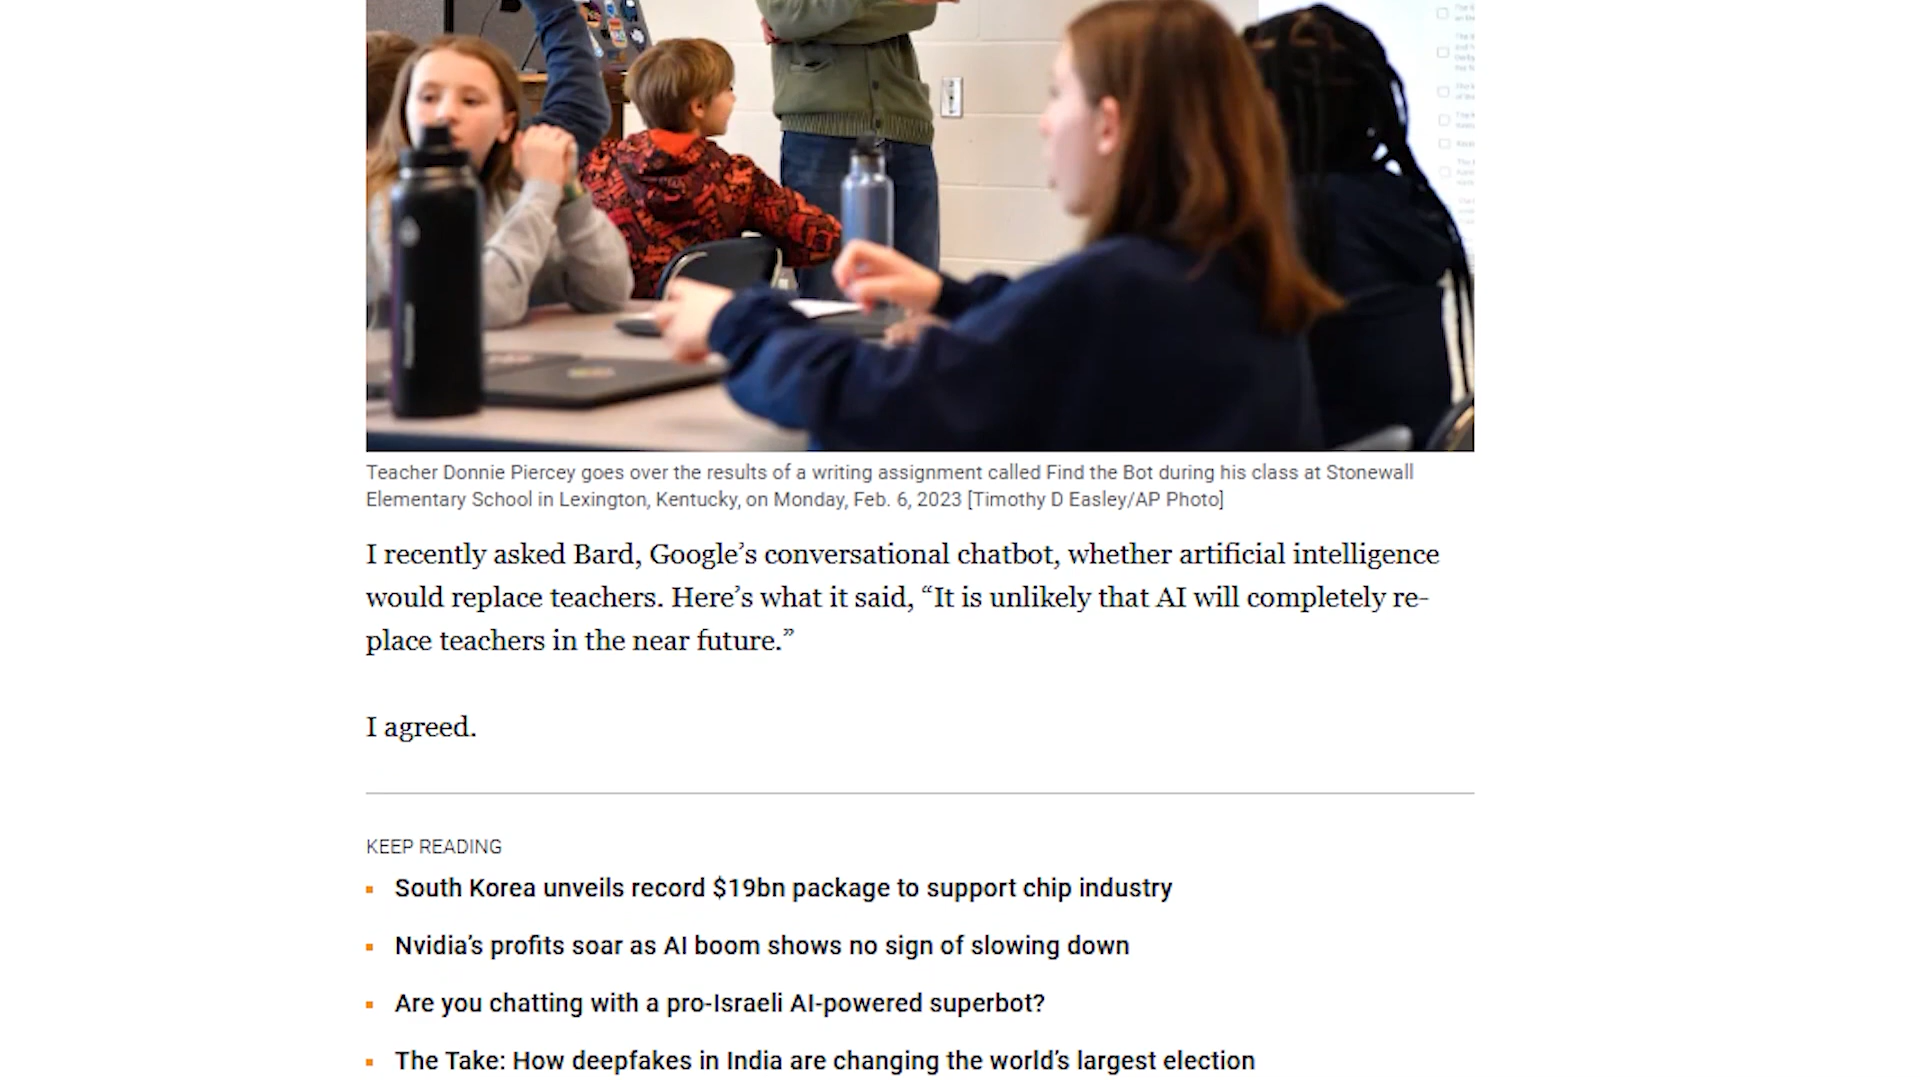 Teacher Donnie Piercey goes over the results of a writing assignment called Find the Bot during his class at Stonewall
Elementary School in Lexington, Kentucky, on Monday, Feb. 6, 2023 [Timothy D Easley/AP Photo]
I recently asked Bard, Google’s conversational chatbot, whether artificial intelligence
would replace teachers. Here’s what it said, “It is unlikely that AI will completely re-
place teachers in the near future.”
I agreed.
KEEP READING
South Korea unveils record $19bn package to support chip industry
Nvidia’s profits soar as AI boom shows no sign of slowing down
Are you chatting with a pro-Israeli AI-powered superbot?
The Take: How deepfakes in India are changing the world’s largest election